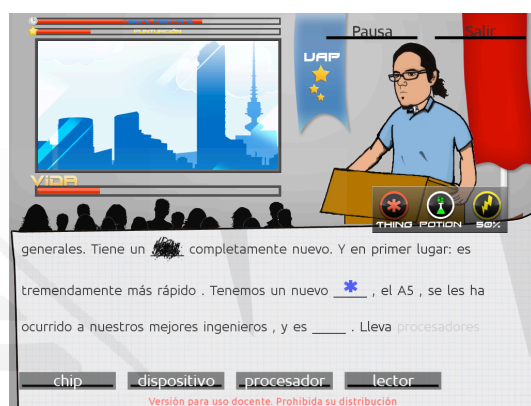 PUNTUACIÓN
Pausa
Salir
UAP
VIDA
THING POTION 50%
generales. Tiene un completamente nuevo. Y en primer lugar: es
tremendamente más rápido . Tenemos un nuevo ____ , el A5 , se les ha
ocurrido a nuestros mejores ingenieros , y es ____ . Lleva procesadores
chip dispositivo procesador lector
Versión para uso docente. Prohibida su distribución